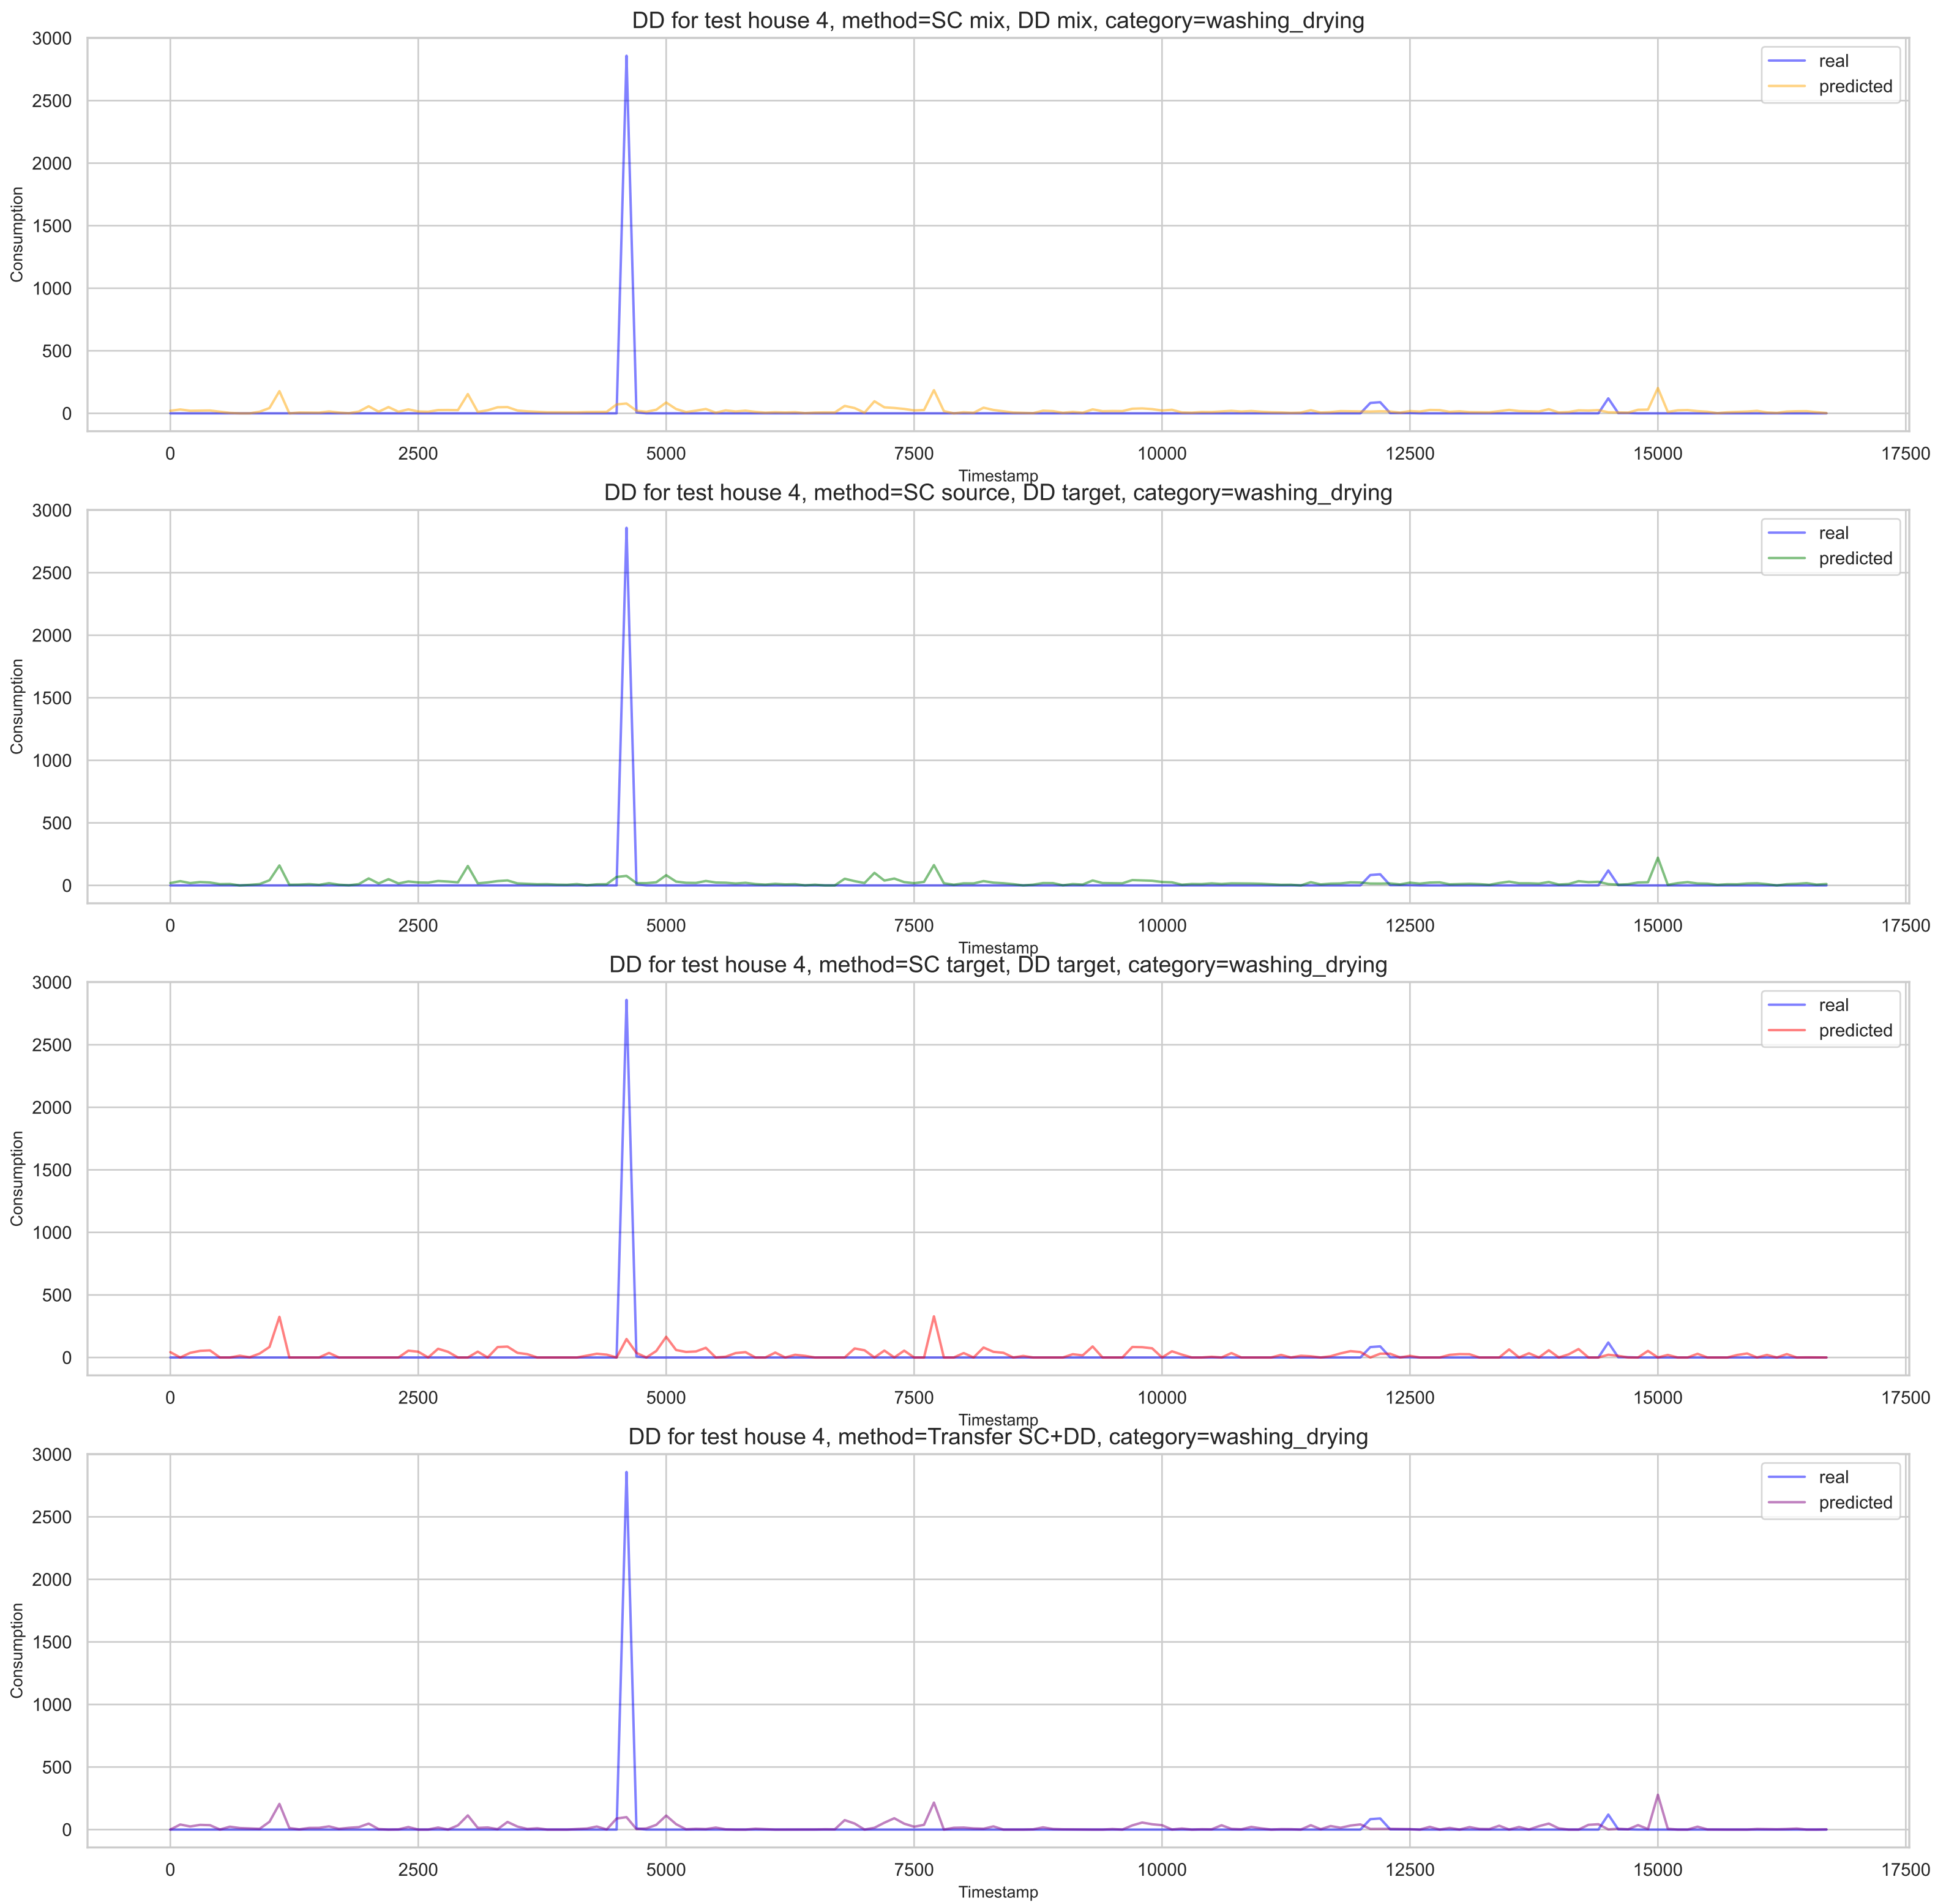 DD for test house 4, method=SC mix, DD mix, category=washing_drying
3000
2500
2000
1500
1000
500
0
Consumption
real
predicted
0 2500 5000 7500 10000 12500 15000 17500
Timestamp
DD for test house 4, method=SC source, DD target, category=washing_drying
3000
2500
2000
1500
1000
500
0
Consumption
real
predicted
0 2500 5000 7500 10000 12500 15000 17500
Timestamp
DD for test house 4, method=SC target, DD target, category=washing_drying
3000
2500
2000
1500
1000
500
0
Consumption
real
predicted
0 2500 5000 7500 10000 12500 15000 17500
Timestamp
DD for test house 4, method=Transfer SC+DD, category=washing_drying
3000
2500
2000
1500
1000
500
0
Consumption
real
predicted
0 2500 5000 7500 10000 12500 15000 17500
Timestamp